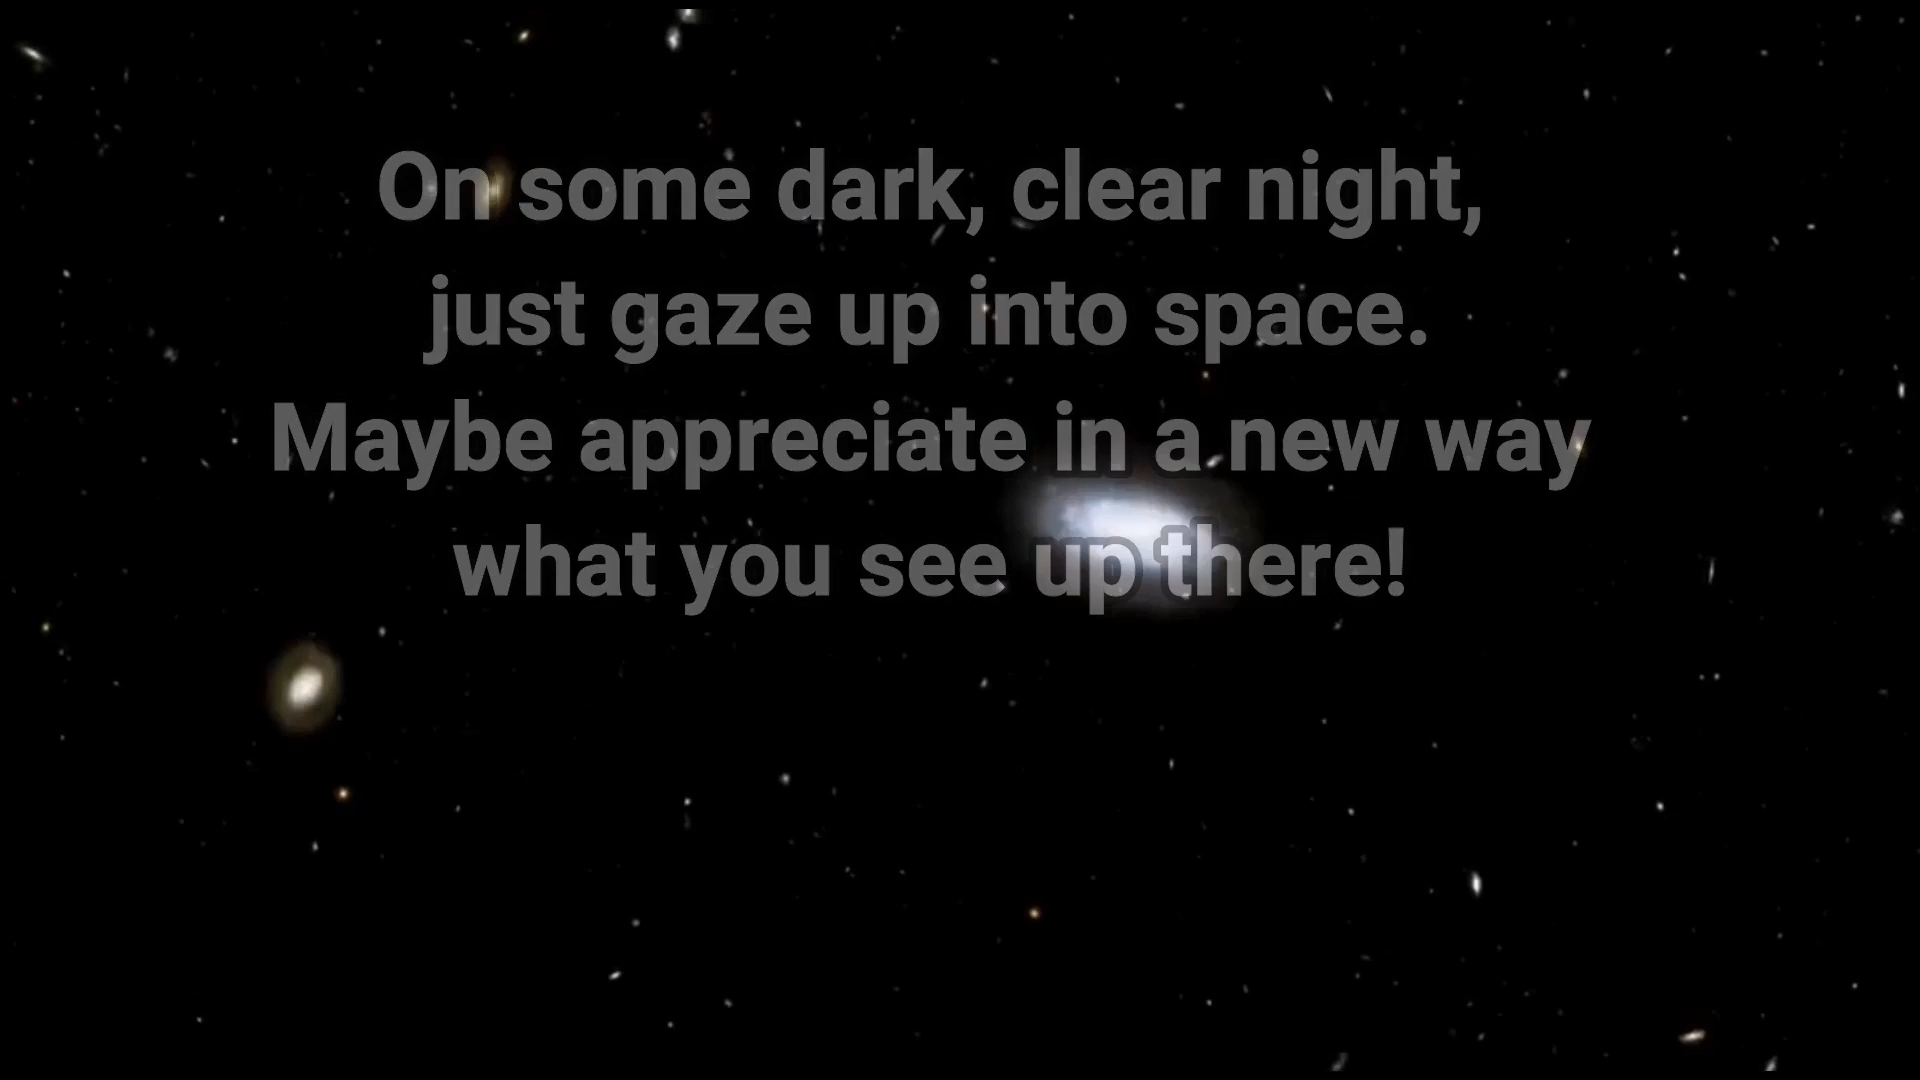 On some dark, clear night,
just gaze up into space.
Maybe appreciate in a new way
what you see up there!